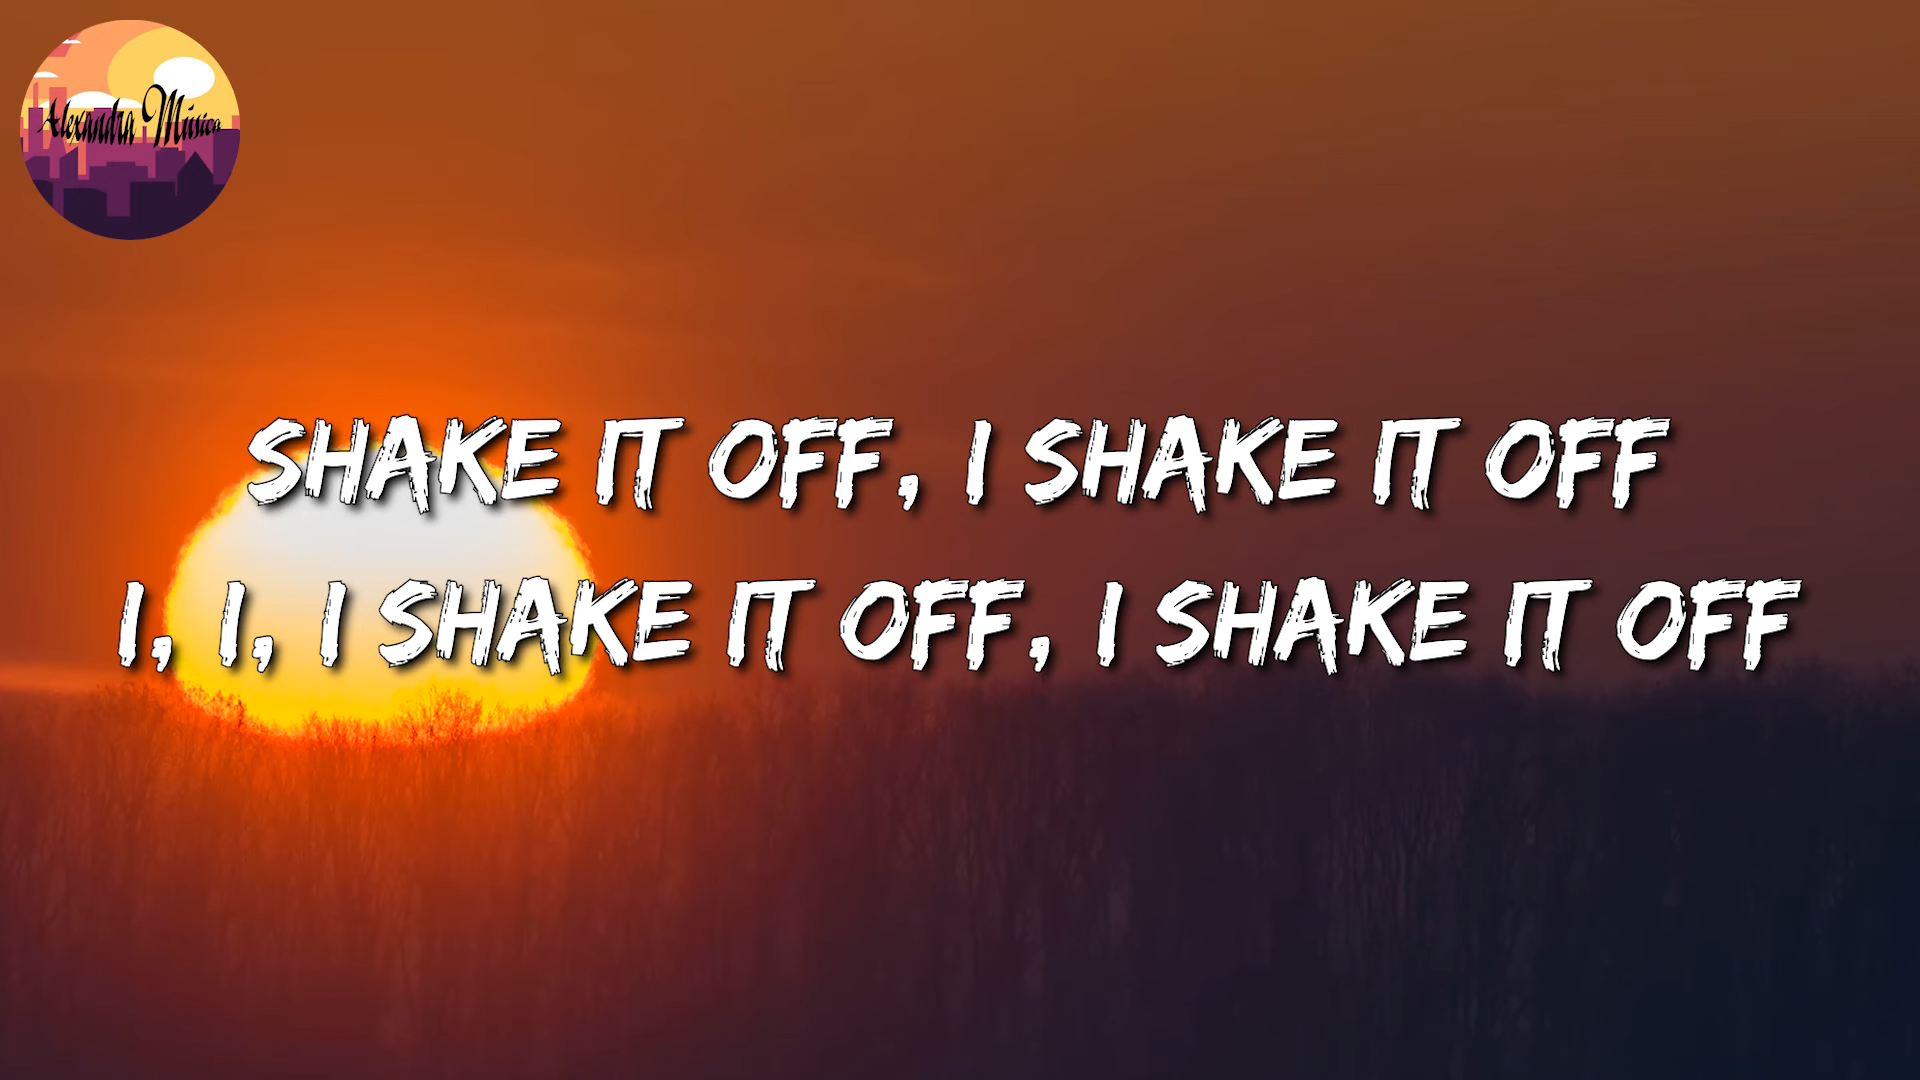 Alexandra Música
SHAKE IT OFF, I SHAKE IT OFF
I, I, I SHAKE IT OFF, I SHAKE IT OFF